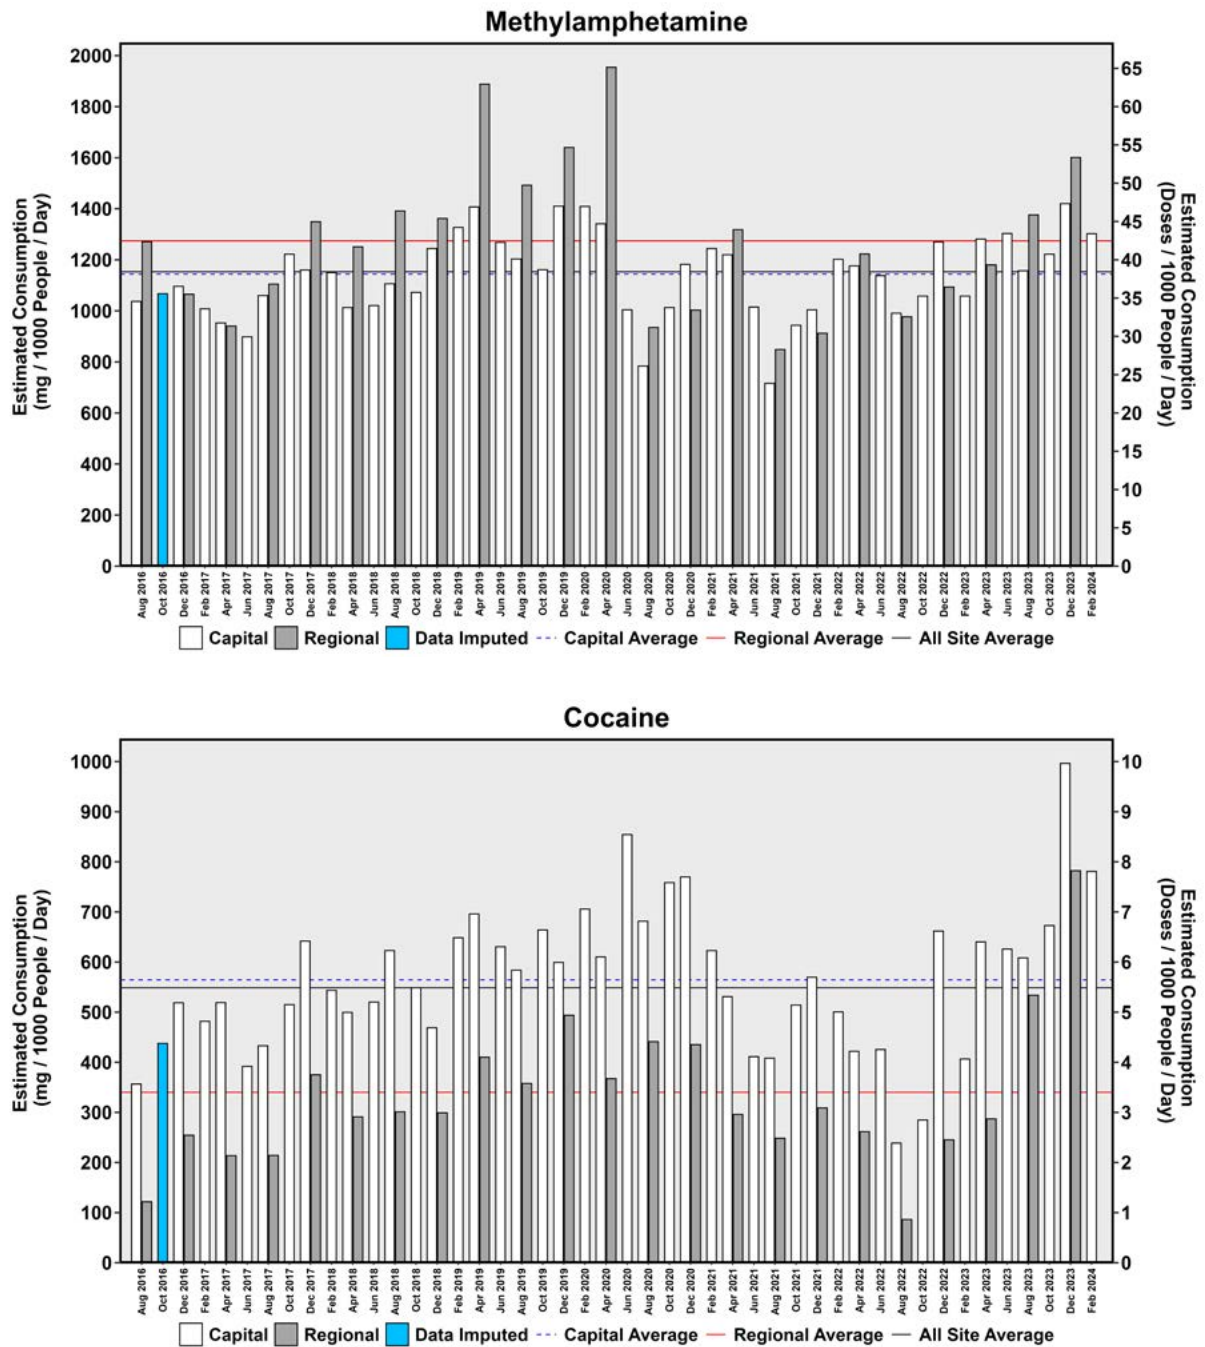 Methylamphetamine
Estimated Consumption
(mg / 1000 People / Day)
2000
1800
1600
1400
1200
1000
800
600
400
200
0
65
60
55
50
45
40
35
30
25
20
15
10
5
0
Estimated Consumption
(Doses / 1000 People / Day)
Aug 2016
Oct 2016
Dec 2016
Feb 2017
Apr 2017
Jun 2017
Aug 2017
Oct 2017
Dec 2017
Feb 2018
Apr 2018
Jun 2018
Aug 2018
Oct 2018
Dec 2018
Feb 2019
Apr 2019
Jun 2019
Aug 2019
Oct 2019
Dec 2019
Feb 2020
Apr 2020
Jun 2020
Aug 2020
Oct 2020
Dec 2020
Feb 2021
Apr 2021
Jun 2021
Aug 2021
Oct 2021
Dec 2021
Feb 2022
Apr 2022
Jun 2022
Aug 2022
Oct 2022
Dec 2022
Feb 2023
Apr 2023
Jun 2023
Aug 2023
Oct 2023
Dec 2023
Feb 2024
Capital Regional Data Imputed Capital Average Regional Average All Site Average
Cocaine
Estimated Consumption
(mg / 1000 People / Day)
1000
900
800
700
600
500
400
300
200
100
0
10
9
8
7
6
5
4
3
2
1
0
Estimated Consumption
(Doses / 1000 People / Day)
Aug 2016
Oct 2016
Dec 2016
Feb 2017
Apr 2017
Jun 2017
Aug 2017
Oct 2017
Dec 2017
Feb 2018
Apr 2018
Jun 2018
Aug 2018
Oct 2018
Dec 2018
Feb 2019
Apr 2019
Jun 2019
Aug 2019
Oct 2019
Dec 2019
Feb 2020
Apr 2020
Jun 2020
Aug 2020
Oct 2020
Dec 2020
Feb 2021
Apr 2021
Jun 2021
Aug 2021
Oct 2021
Dec 2021
Feb 2022
Apr 2022
Jun 2022
Aug 2022
Oct 2022
Dec 2022
Feb 2023
Apr 2023
Jun 2023
Aug 2023
Oct 2023
Dec 2023
Feb 2024
Capital Regional Data Imputed Capital Average Regional Average All Site Average